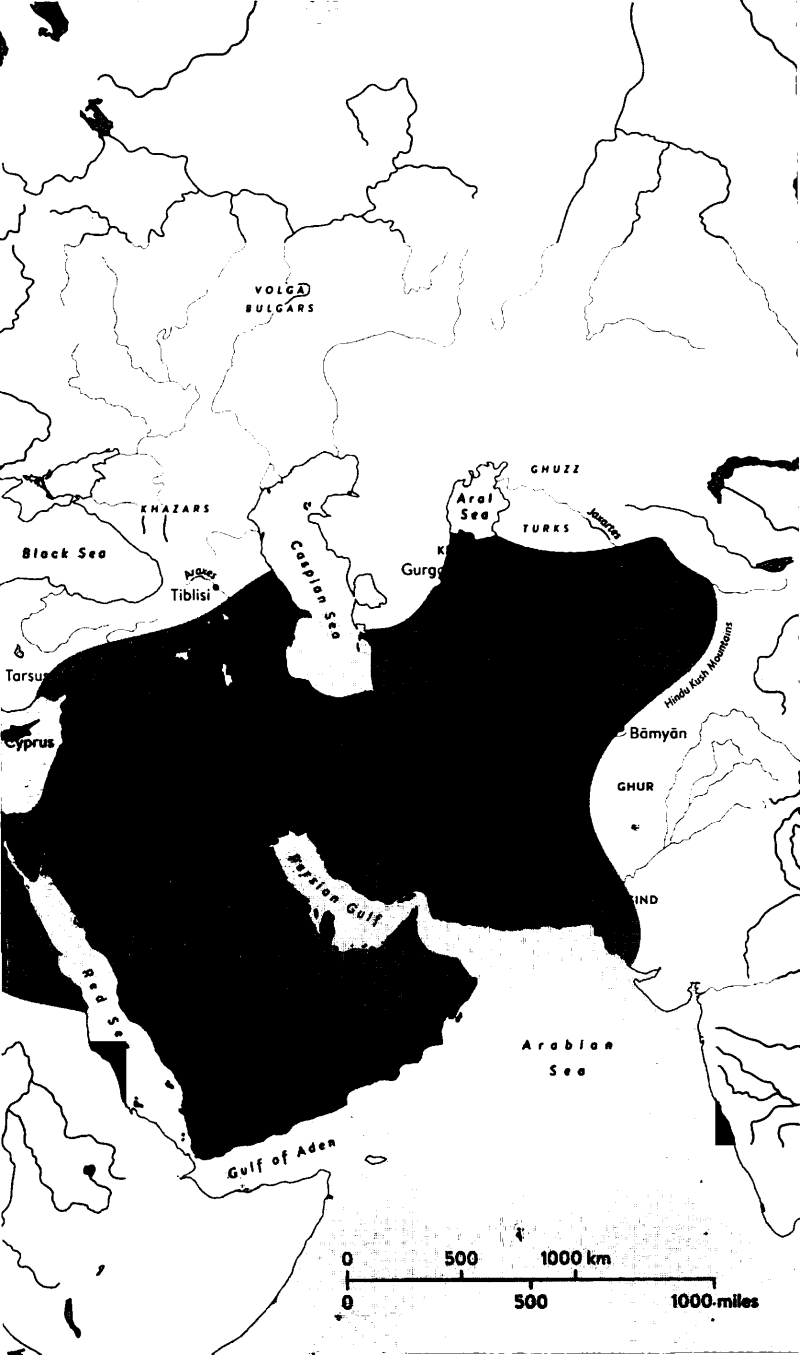 VOLGA
BULGARS
GHUZZ
Aral
Sea
KHAZARS
Jaxartes
TURKS
Black Sea
K
Caspian Sea
Gurga
Araxes
Tiblisi
Hindu Kush Mountains
Tarsus
Bāmyān
Cyprus
GHUR
Persian Gulf
IND
Red Se
Arabian
Sea
Gulf of Aden
0 500 1000 km
0 500 1000 miles